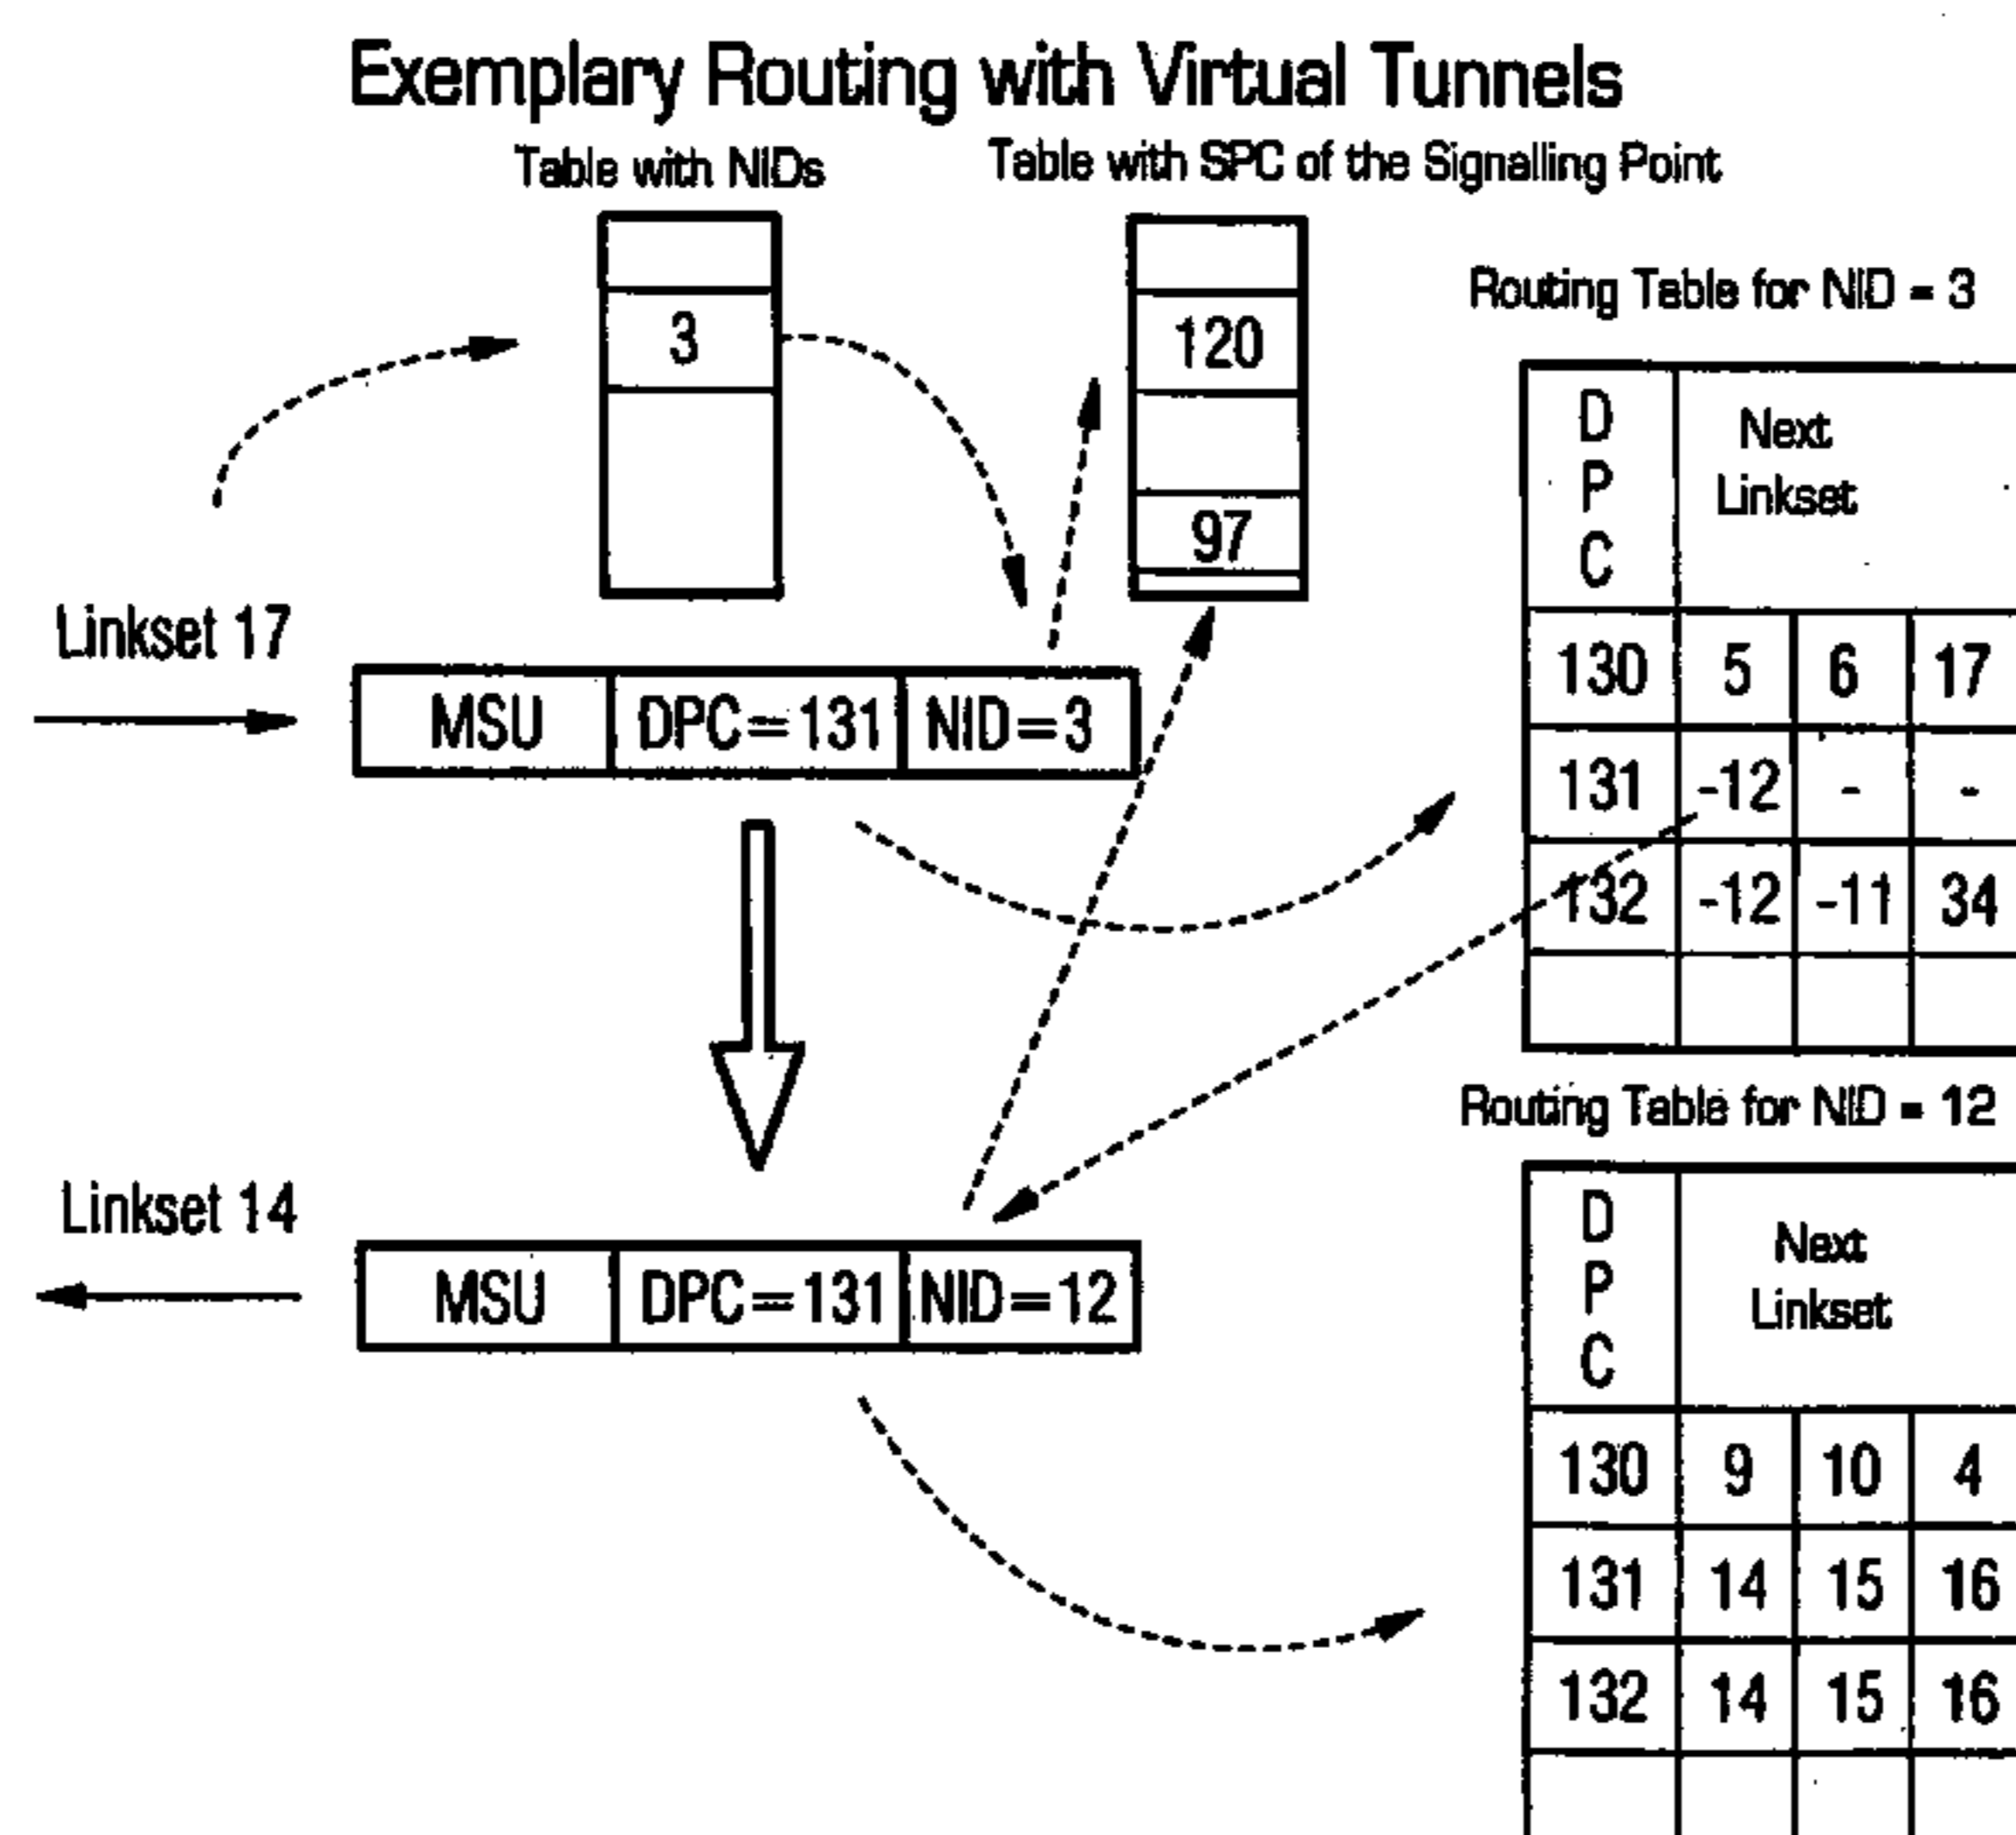 Exemplary Routing with Virtual Tunnels
Table with NIDs
Table with SPC of the Signalling Point
3
120
97
Linkset 17
MSU DPC=131 NID=3
Linkset 14
MSU DPC=131 NID=12
Routing Table for NID = 3
D P C Next Linkset
130 5 6 17
131 -12 - -
132 -12 -11 34
Routing Table for NID = 12
D P C Next Linkset
130 9 10 4
131 14 15 16
132 14 15 16